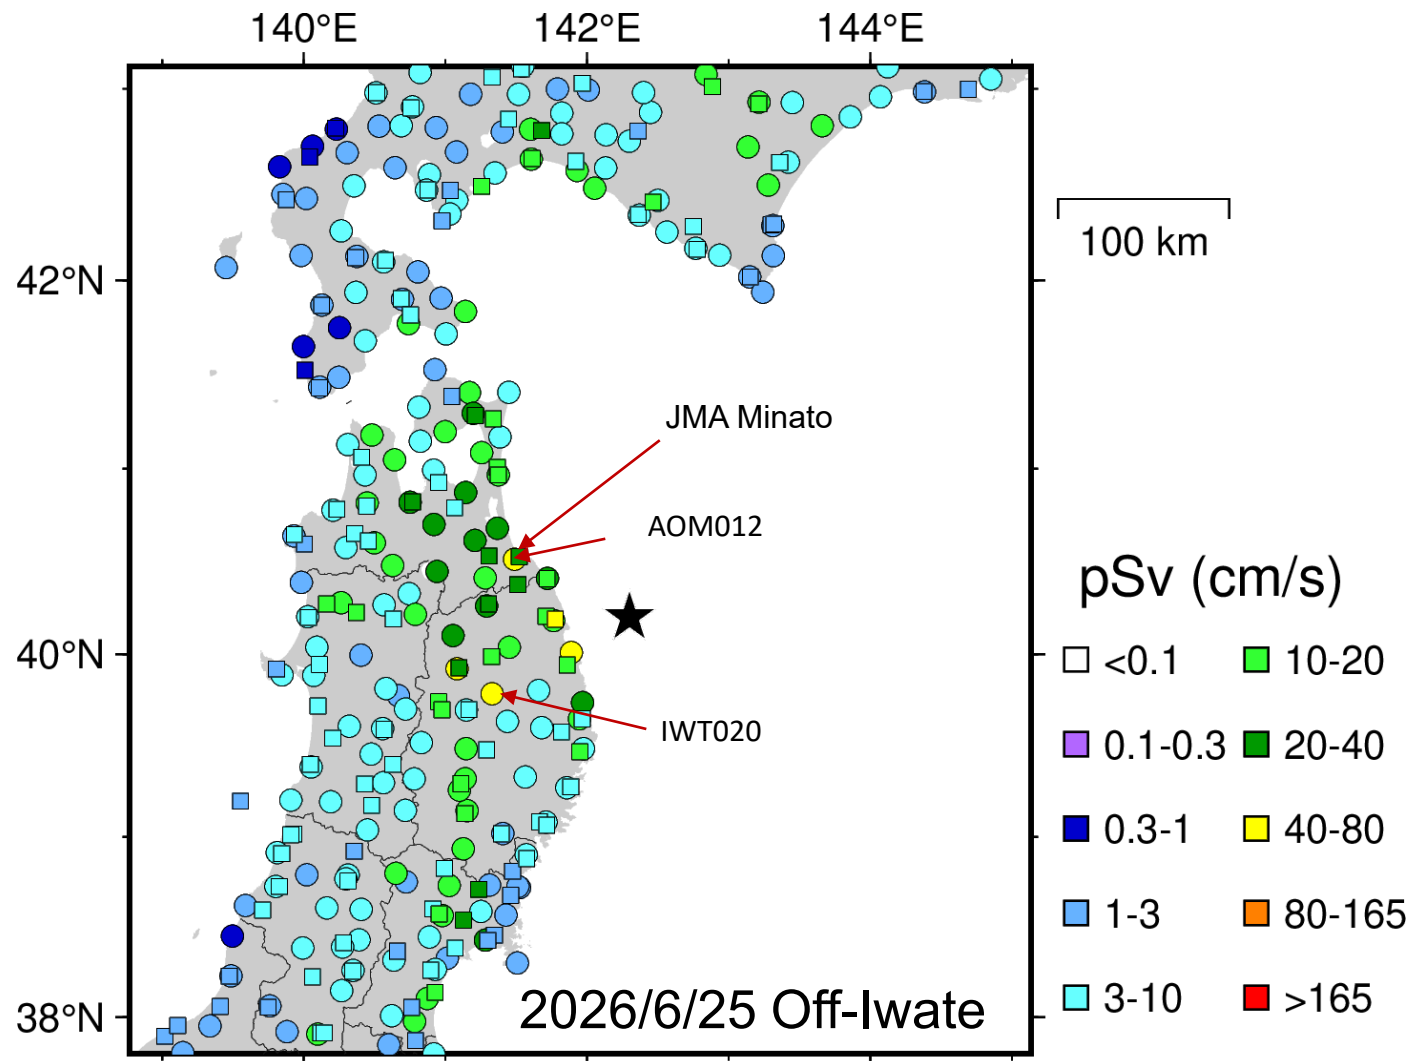 140°E 142°E 144°E
42°N
100 km
JMA Minato
AOM012
40°N
IWT020
pSv (cm/s)
<0.1 10-20
0.1-0.3 20-40
0.3-1 40-80
1-3 80-165
3-10 >165
38°N
2026/6/25 Off-Iwate